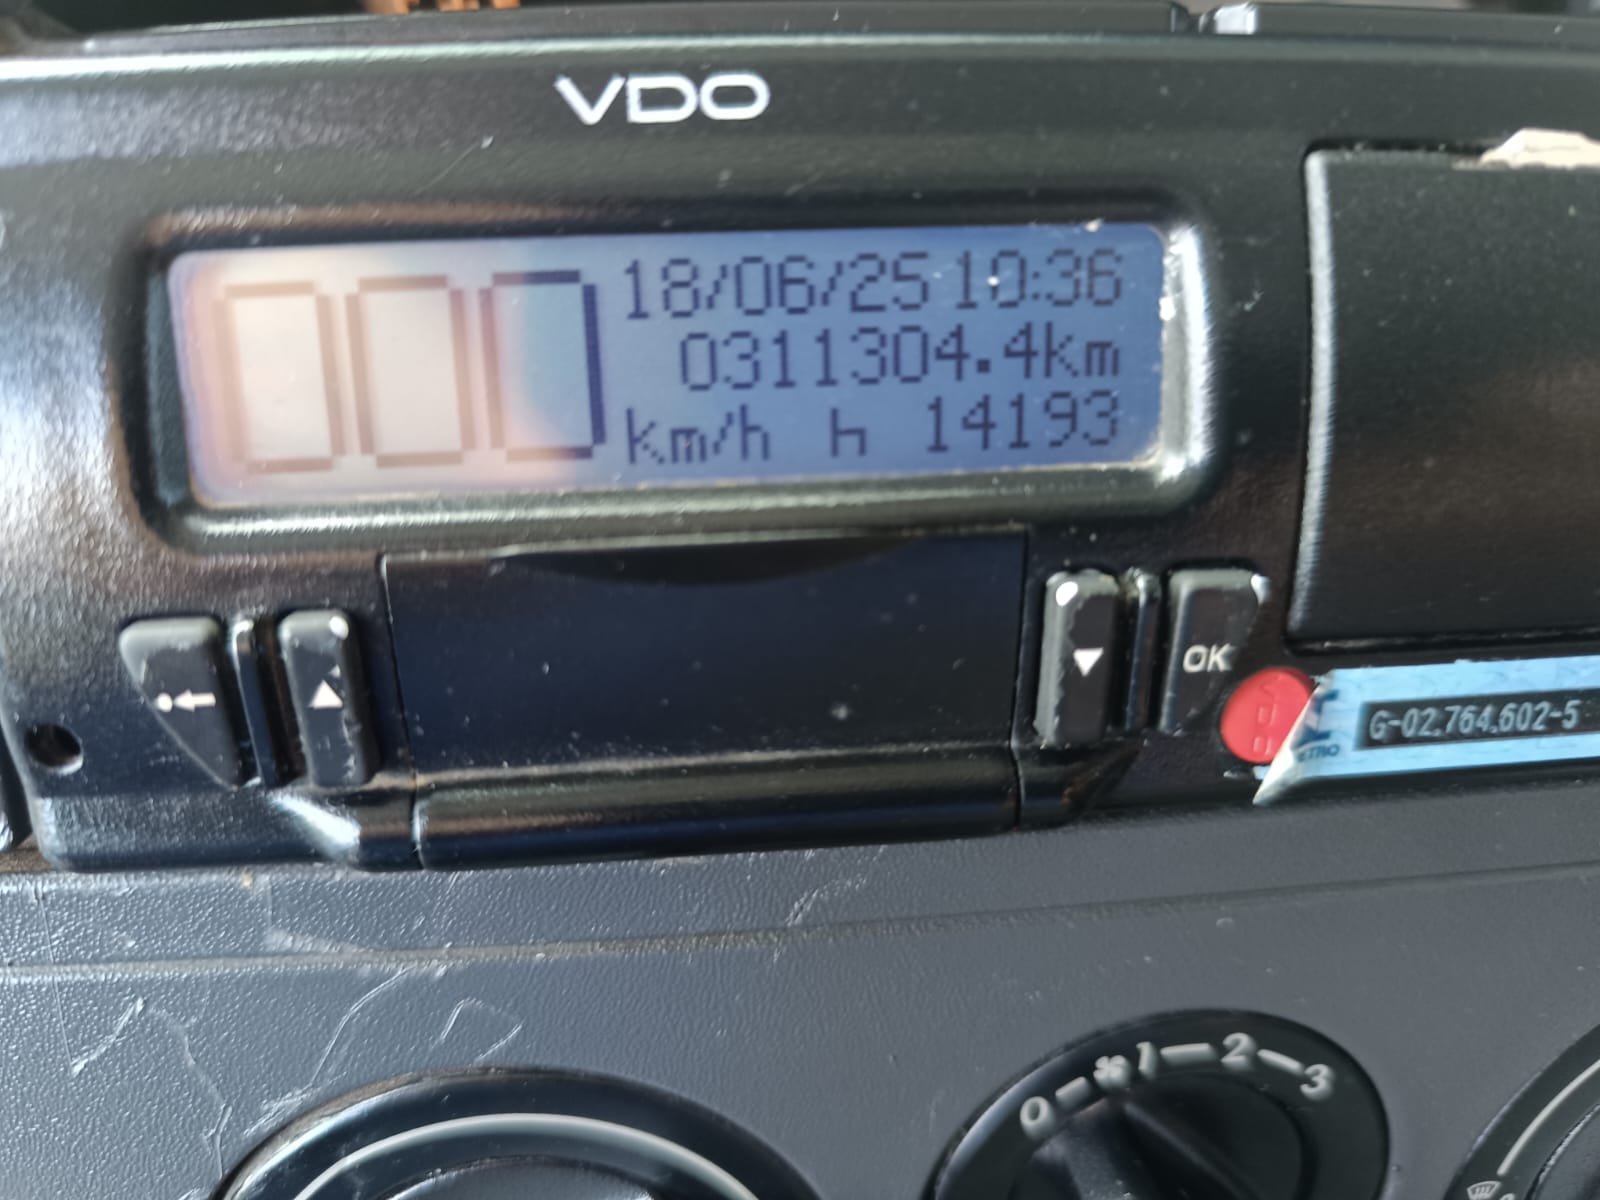 VDO
000
18/06/25 10:36
0311304.4km
km/h h 14193
OK
G-02.764.602-5
0 1 2 3